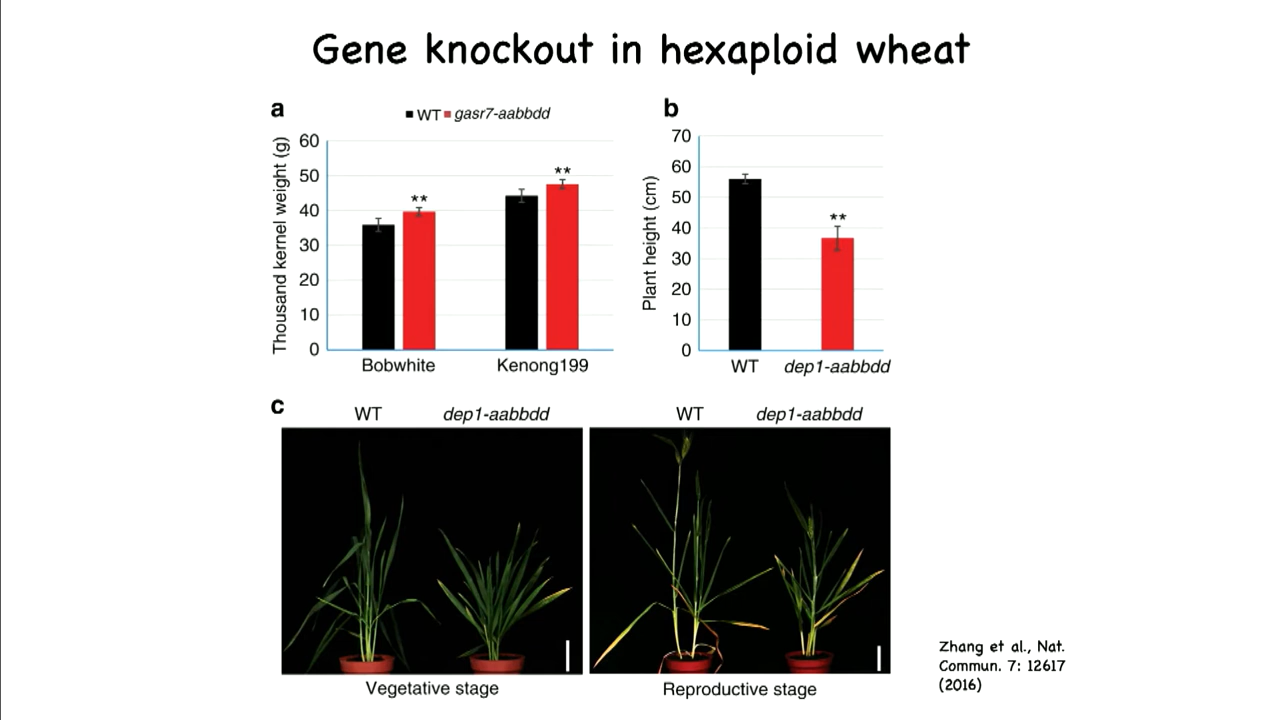 Gene knockout in hexaploid wheat
a
WT gasr7-aabbdd
Thousand kernel weight (g)
60
50
40
30
20
10
0
** **
Bobwhite Kenong199
b
Plant height (cm)
70
60
50
40
30
20
10
0
**
WT dep1-aabbdd
c
WT dep1-aabbdd WT dep1-aabbdd
Vegetative stage Reproductive stage
Zhang et al., Nat.
Commun. 7: 12617
(2016)